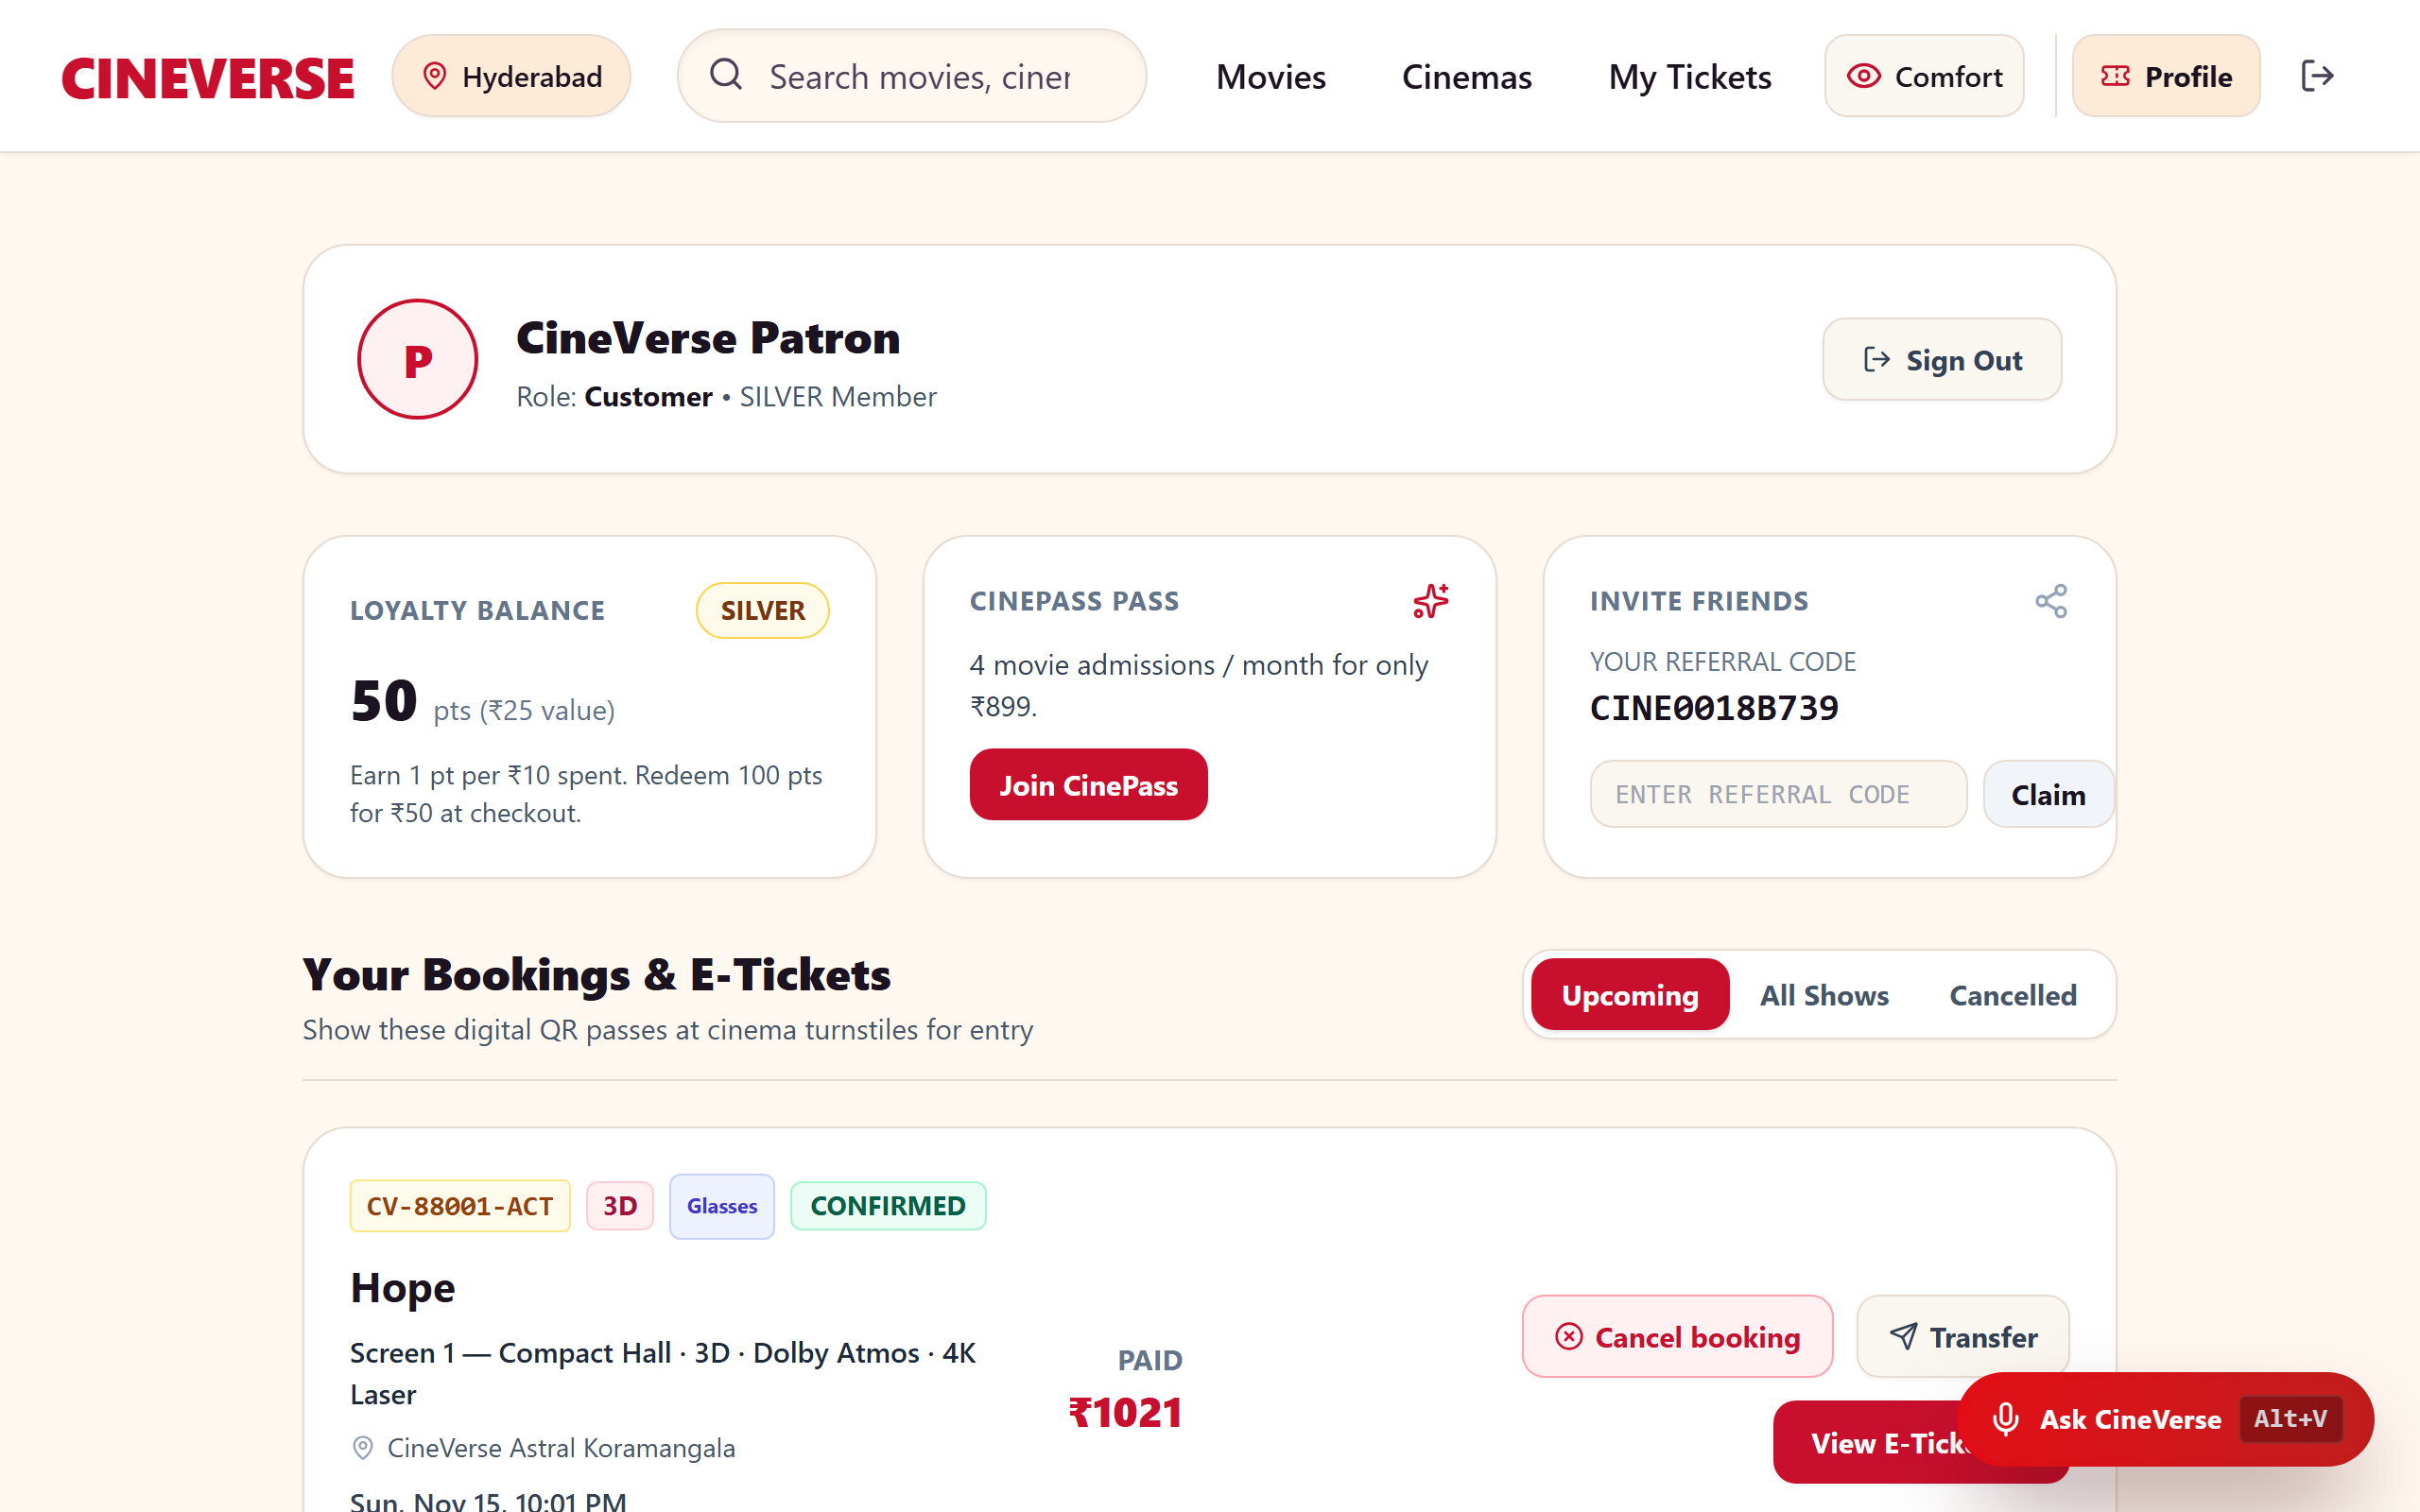 CINEVERSE
Hyderabad
Search movies, ciner
Movies
Cinemas
My Tickets
Comfort
Profile
P
CineVerse Patron
Role: Customer • SILVER Member
Sign Out
LOYALTY BALANCE
SILVER
50 pts (₹25 value)
Earn 1 pt per ₹10 spent. Redeem 100 pts
for ₹50 at checkout.
CINEPASS PASS
4 movie admissions / month for only
₹899.
Join CinePass
INVITE FRIENDS
YOUR REFERRAL CODE
CINE0018B739
ENTER REFERRAL CODE
Claim
Your Bookings & E-Tickets
Show these digital QR passes at cinema turnstiles for entry
Upcoming
All Shows
Cancelled
CV-88001-ACT
3D
Glasses
CONFIRMED
Hope
Screen 1 — Compact Hall · 3D · Dolby Atmos · 4K
Laser
CineVerse Astral Koramangala
Sun, Nov 15, 10:01 PM
PAID
₹1021
Cancel booking
Transfer
View E-Tick
Ask CineVerse Alt+V